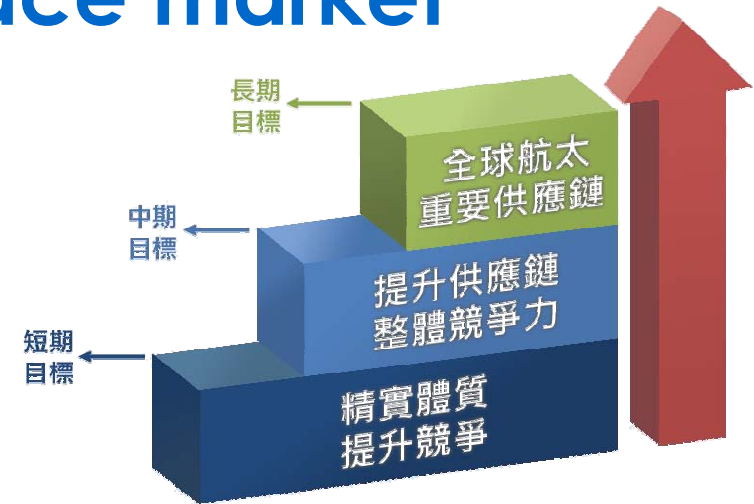 ace market
長期
目標
全球航太
重要供應鏈
中期
目標
提升供應鏈
整體競爭力
短期
目標
精實體質
提升競爭